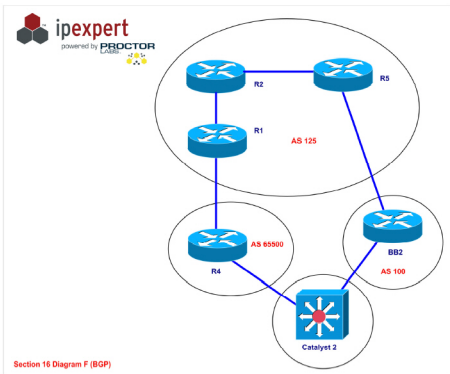 ipexpert
powered by PROCTOR
LABS
R2
R5
R1
AS 125
AS 65500
R4
BB2
AS 100
Catalyst 2
Section 16 Diagram F (BGP)